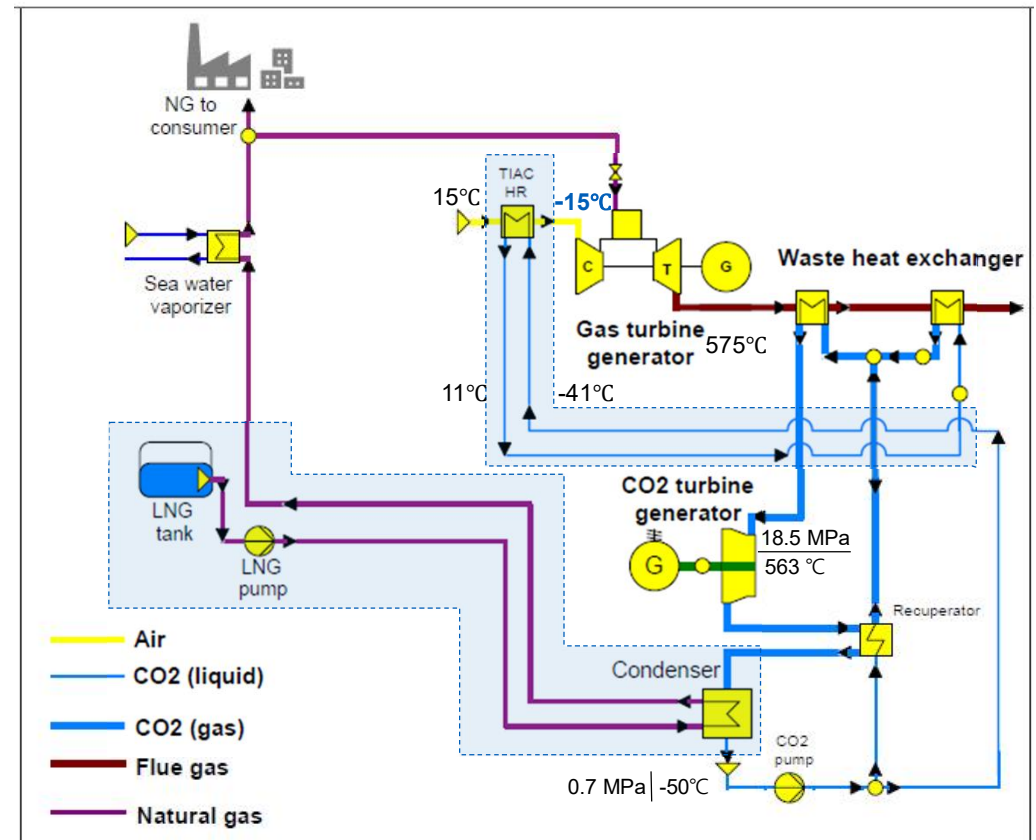 NG to
consumer
TIAC
HR
15℃
-15℃
C
T
G
Waste heat exchanger
Sea water
vaporizer
Gas turbine
generator
575℃
11℃
-41℃
CO2 turbine
generator
LNG
tank
LNG
pump
G
18.5 MPa
563 ℃
Recuperator
Air
CO2 (liquid)
CO2 (gas)
Flue gas
Natural gas
Condenser
CO2
pump
0.7 MPa
-50℃